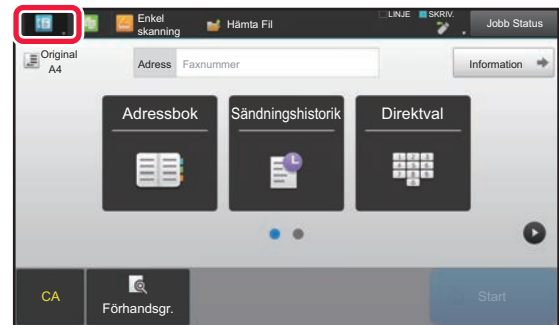 Enkel
skanning
Hämta Fil
LINJE
SKRIV.
Jobb Status
Original
A4
Adress
Faxnummer
Information
Adressbok
Sändningshistorik
Direktval
CA
Förhandsgr.
Start